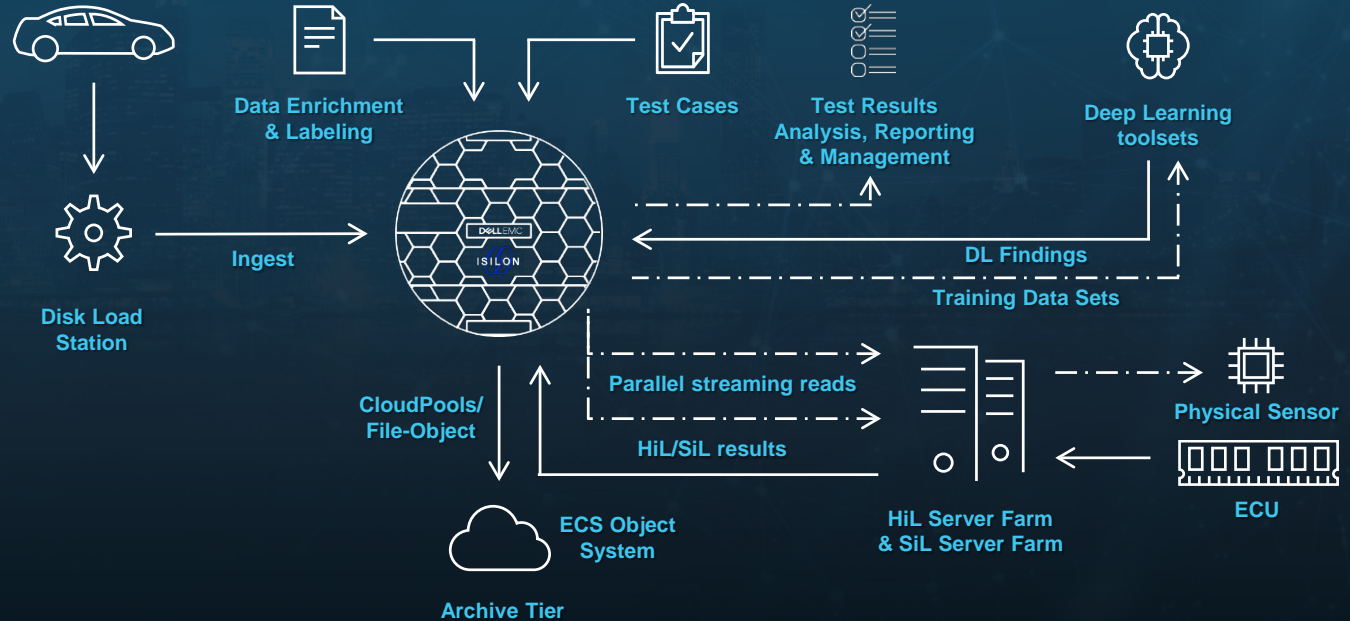 Data Enrichment
& Labeling
Test Cases
Test Results
Analysis, Reporting
& Management
Deep Learning
toolsets
DELLEMC
ISILON
Ingest
DL Findings
Training Data Sets
Disk Load
Station
CloudPools/
File-Object
Parallel streaming reads
HiL/SiL results
Physical Sensor
ECU
HiL Server Farm
& SiL Server Farm
ECS Object
System
Archive Tier